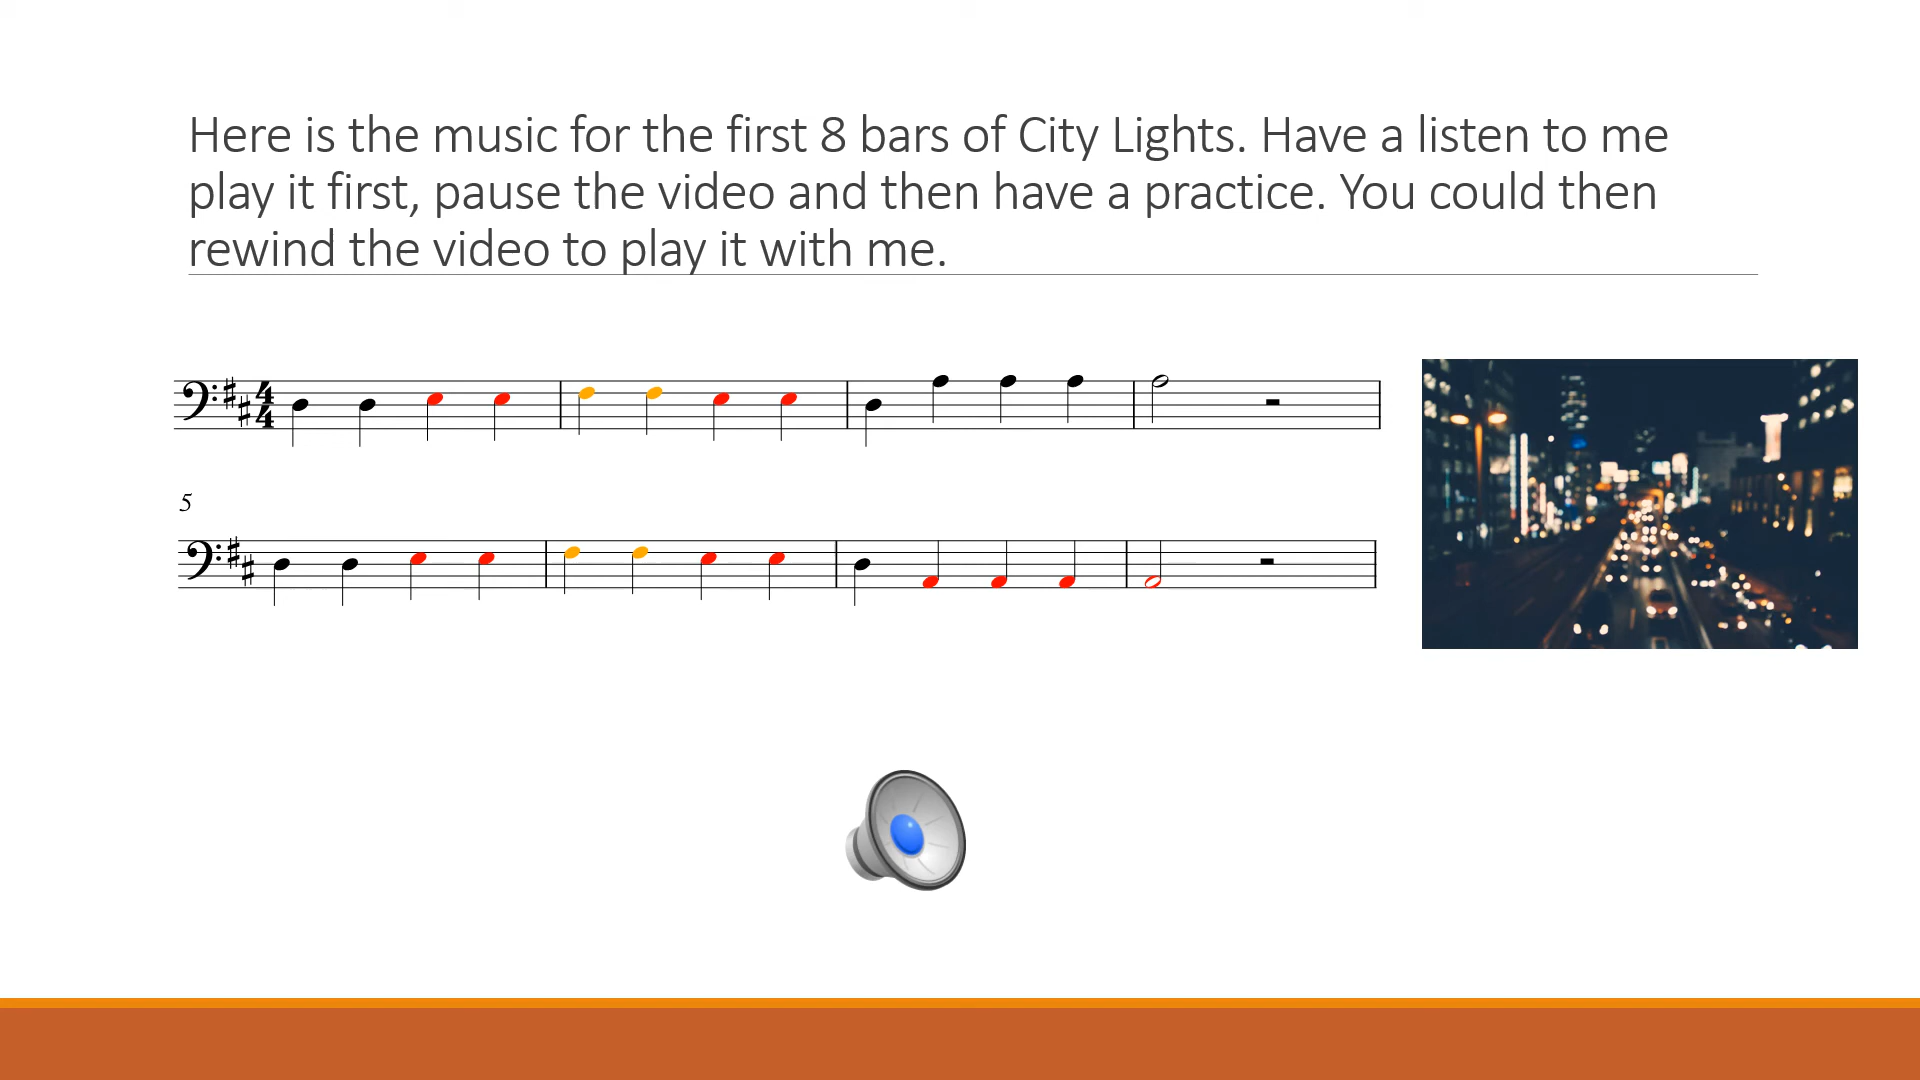 Here is the music for the first 8 bars of City Lights. Have a listen to me
play it first, pause the video and then have a practice. You could then
rewind the video to play it with me.
4
4
5